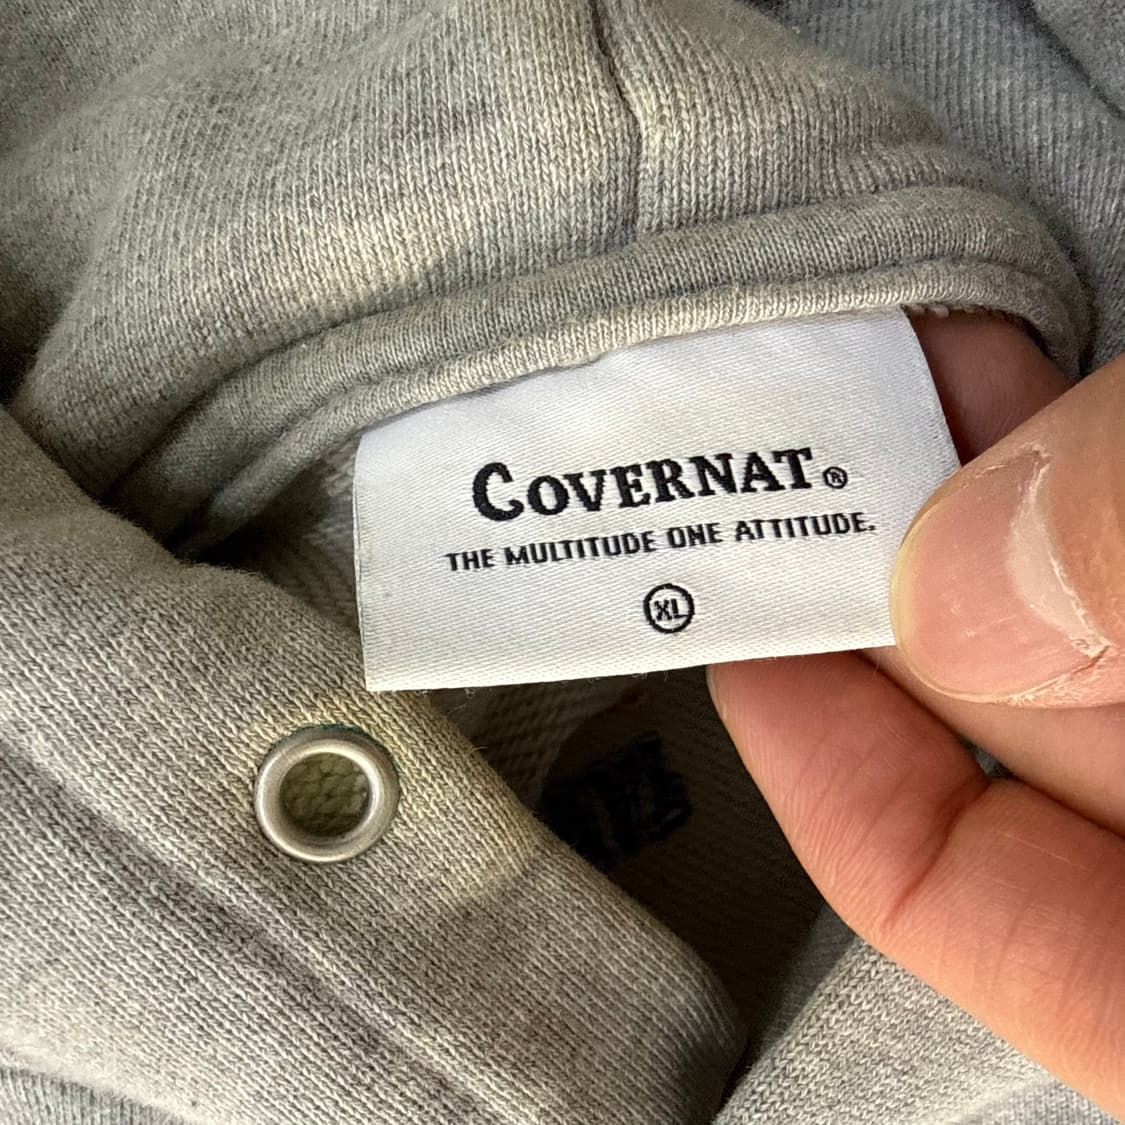 COVERNAT®
THE MULTITUDE ONE ATTITUDE.
XL